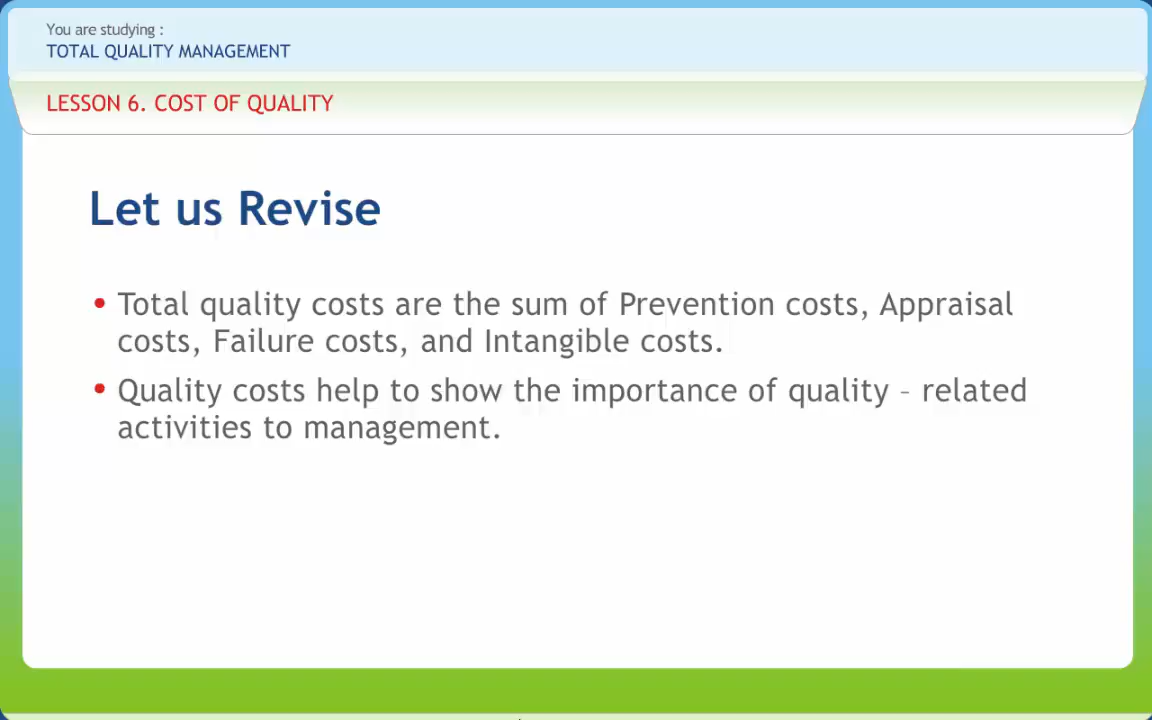 You are studying :
TOTAL QUALITY MANAGEMENT
LESSON 6. COST OF QUALITY
Let us Revise
• Total quality costs are the sum of Prevention costs, Appraisal
costs, Failure costs, and Intangible costs.
• Quality costs help to show the importance of quality – related
activities to management.